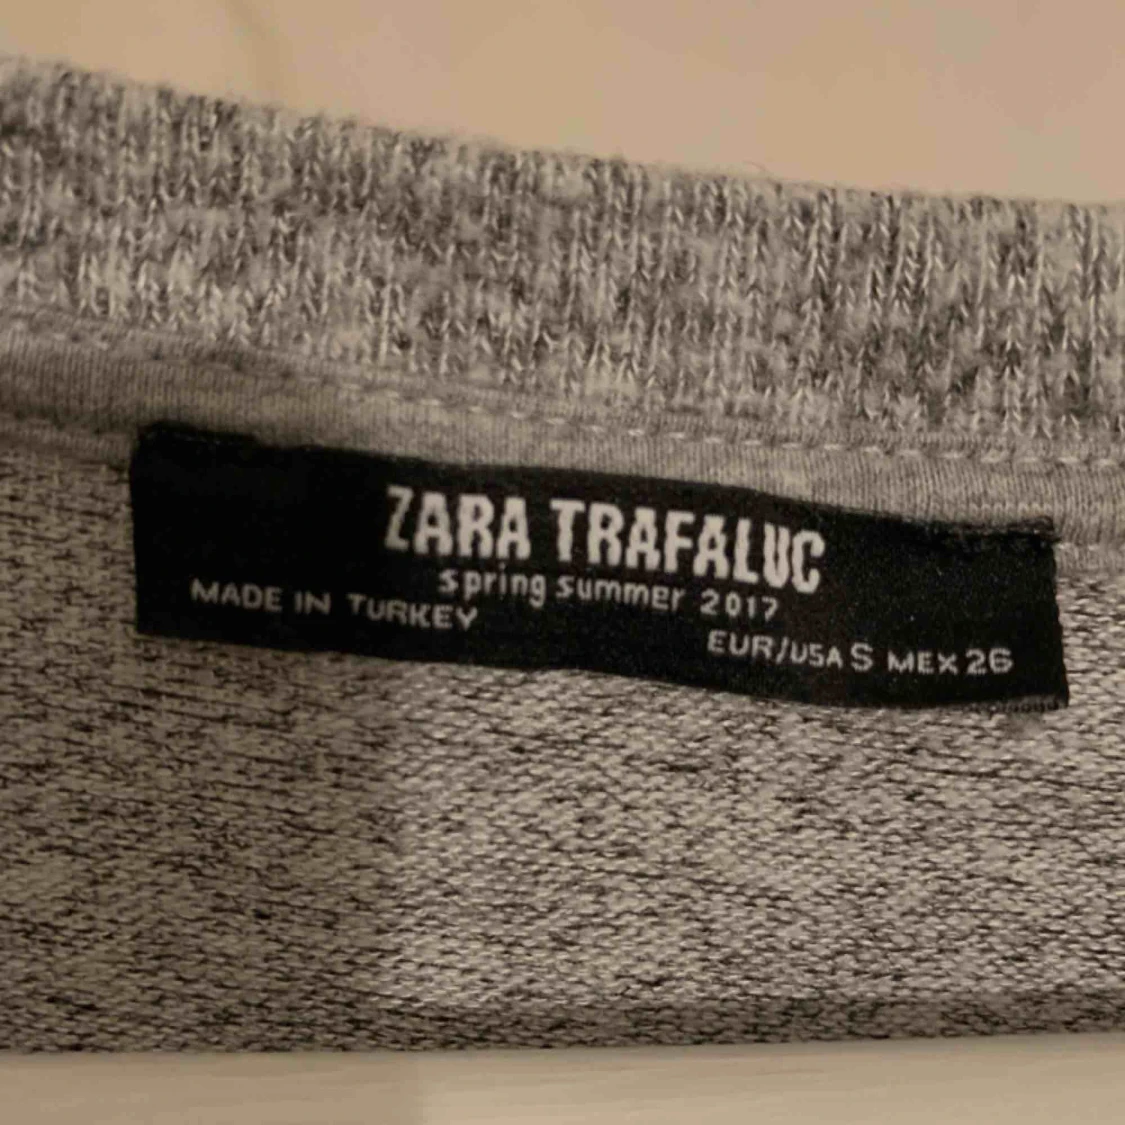 ZARA TRAFALUC
spring summer 2017
MADE IN TURKEY
EUR/USA S MEX 26